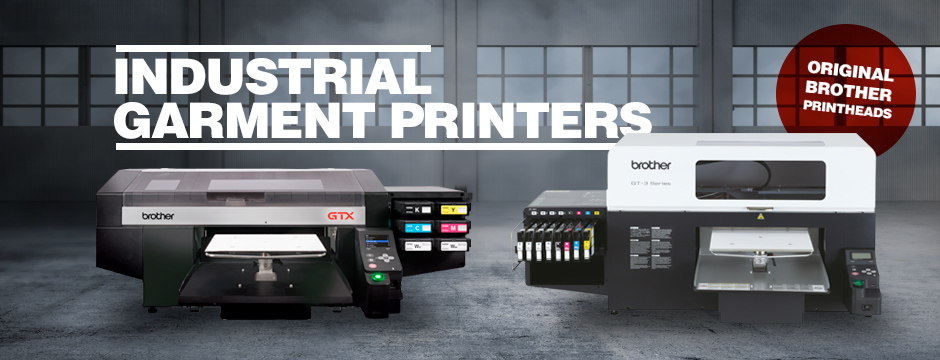 INDUSTRIAL
GARMENT PRINTERS
ORIGINAL
BROTHER
PRINTHEADS
brother
GT-3 Series
brother
GTX
K
Y
C
M
W
W